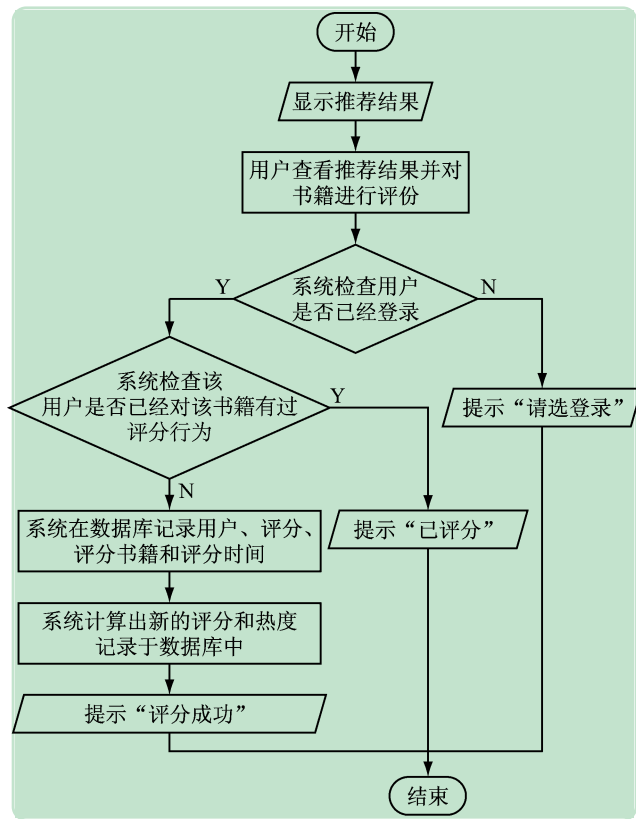 开始
显示推荐结果
用户查看推荐结果并对
书籍进行评份
系统检查用户
是否已经登录
Y
N
系统检查该
用户是否已经对该书籍有过
评分行为
Y
N
提示“请选登录”
系统在数据库记录用户、评分、
评分书籍和评分时间
提示“已评分”
系统计算出新的评分和热度
记录于数据库中
提示“评分成功”
结束